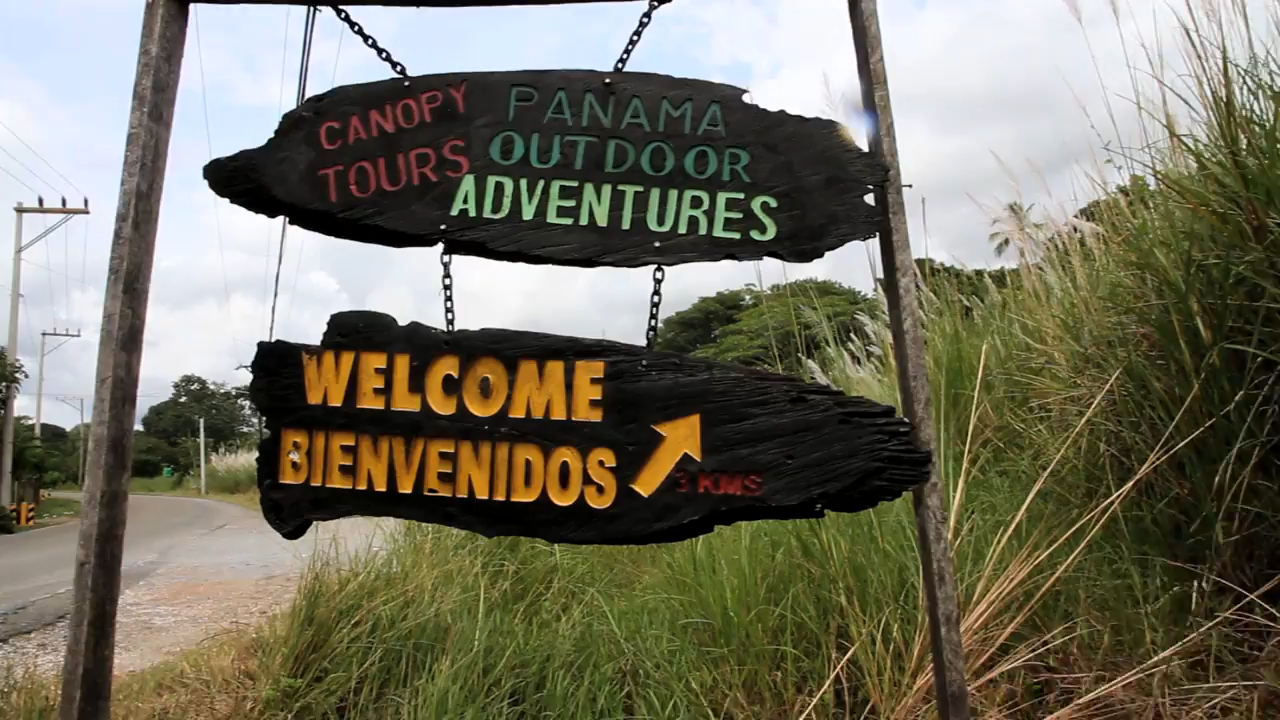 CANOPY
TOURS
PANAMA
OUTDOOR
ADVENTURES
WELCOME
BIENVENIDOS
3 KMS